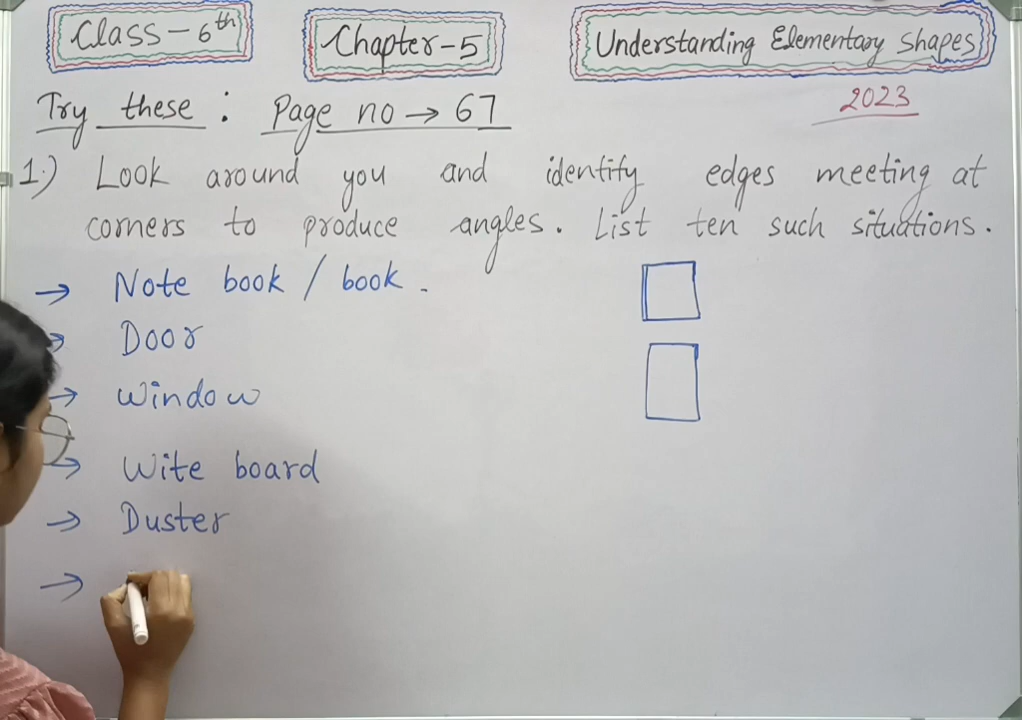 Class-6th
Chapter-5
Understanding Elementary Shapes
2023
Try these : Page no → 67
1.) Look around you and identify edges meeting at
corners to produce angles. List ten such situations.
→ Note book / book.
→ Door
→ Window
→ Wite board
→ Duster
→